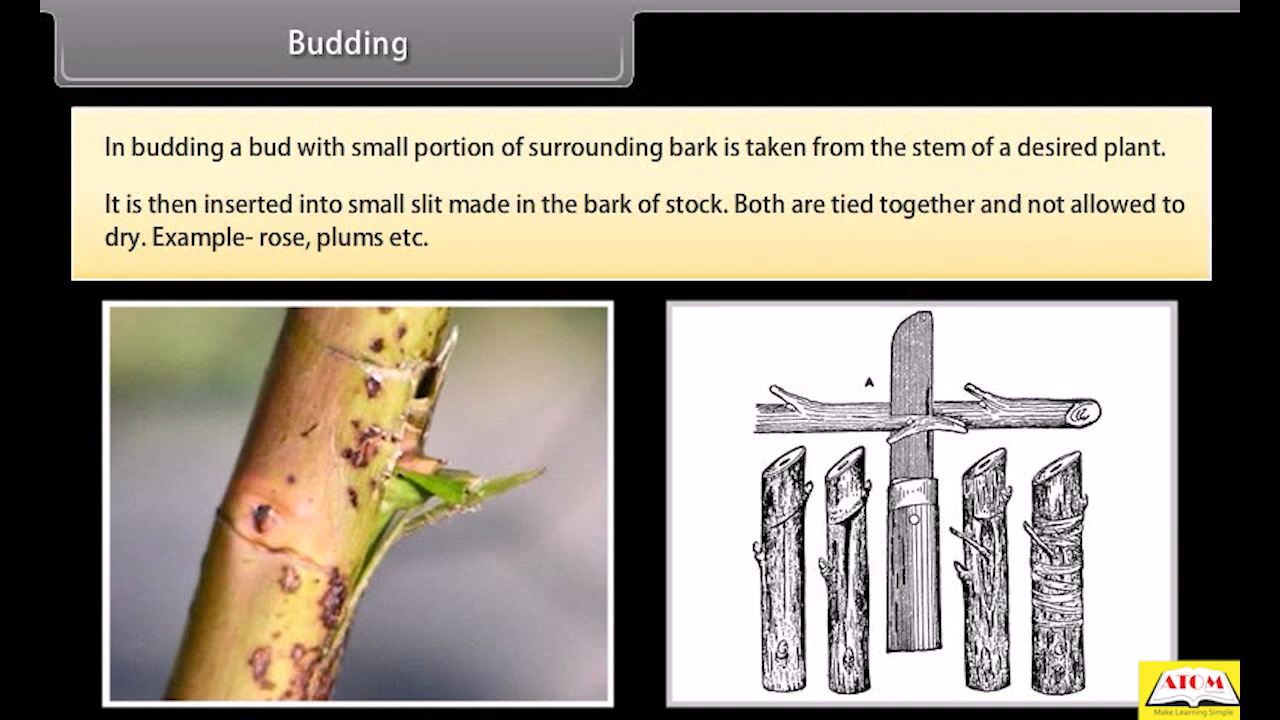 Budding
In budding a bud with small portion of surrounding bark is taken from the stem of a desired plant.
It is then inserted into small slit made in the bark of stock. Both are tied together and not allowed to
dry. Example- rose, plums etc.
A
ATOM
Make Learning Simple